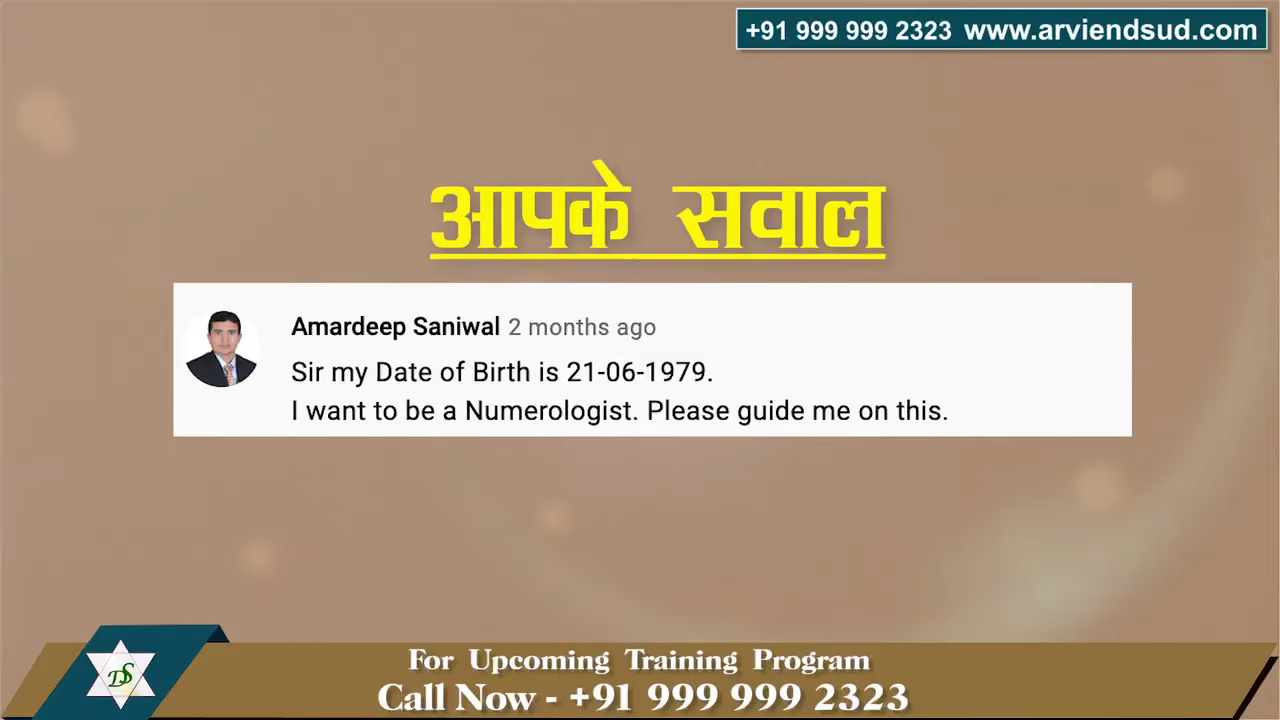 +91 999 999 2323 www.arviendsud.com
आपके सवाल
Amardeep Saniwal 2 months ago
Sir my Date of Birth is 21-06-1979.
I want to be a Numerologist. Please guide me on this.
DS
For Upcoming Training Program
Call Now - +91 999 999 2323